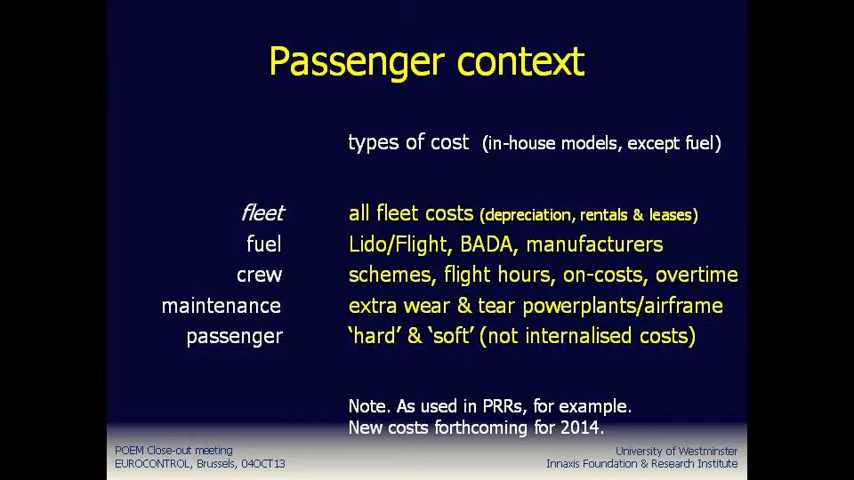 Passenger context
types of cost (in-house models, except fuel)
fleet all fleet costs (depreciation, rentals & leases)
fuel Lido/Flight, BADA, manufacturers
crew schemes, flight hours, on-costs, overtime
maintenance extra wear & tear powerplants/airframe
passenger ‘hard’ & ‘soft’ (not internalised costs)
Note. As used in PRRs, for example.
New costs forthcoming for 2014.
POEM Close-out meeting University of Westminster
EUROCONTROL, Brussels, 04OCT13 Innaxis Foundation & Research Institute